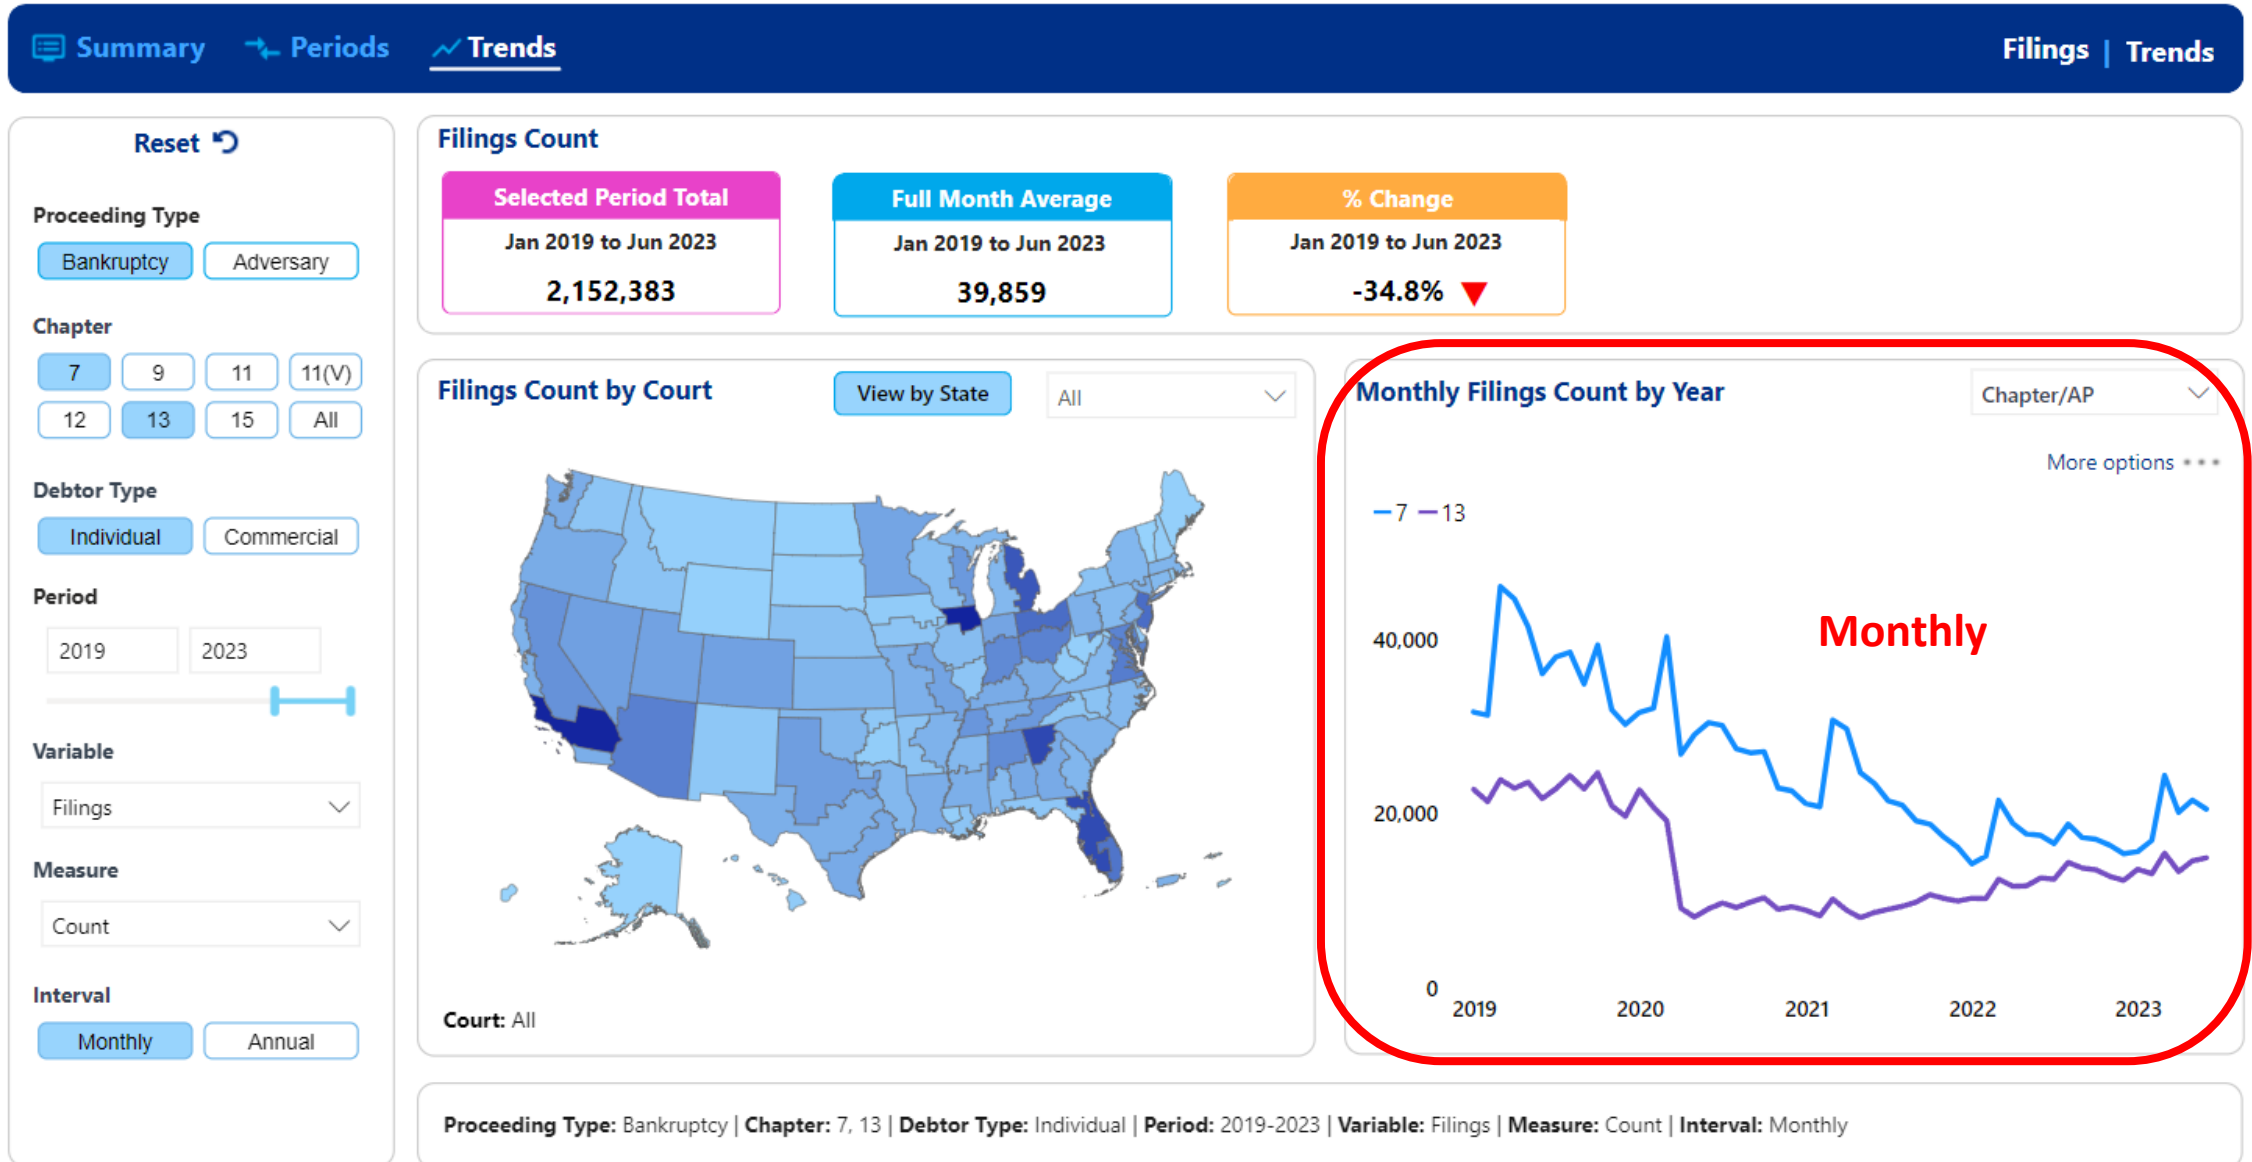 Summary Periods Trends Filings | Trends
Reset
Proceeding Type
Bankruptcy Adversary
Chapter
7 9 11 11(V)
12 13 15 All
Debtor Type
Individual Commercial
Period
2019 2023
Variable
Filings
Measure
Count
Interval
Monthly Annual
Filings Count
Selected Period Total
Jan 2019 to Jun 2023
2,152,383
Full Month Average
Jan 2019 to Jun 2023
39,859
% Change
Jan 2019 to Jun 2023
-34.8%
Filings Count by Court View by State All
Court: All
Monthly Filings Count by Year Chapter/AP
More options
7 13
Monthly
40,000
20,000
0
2019 2020 2021 2022 2023
Proceeding Type: Bankruptcy | Chapter: 7, 13 | Debtor Type: Individual | Period: 2019-2023 | Variable: Filings | Measure: Count | Interval: Monthly